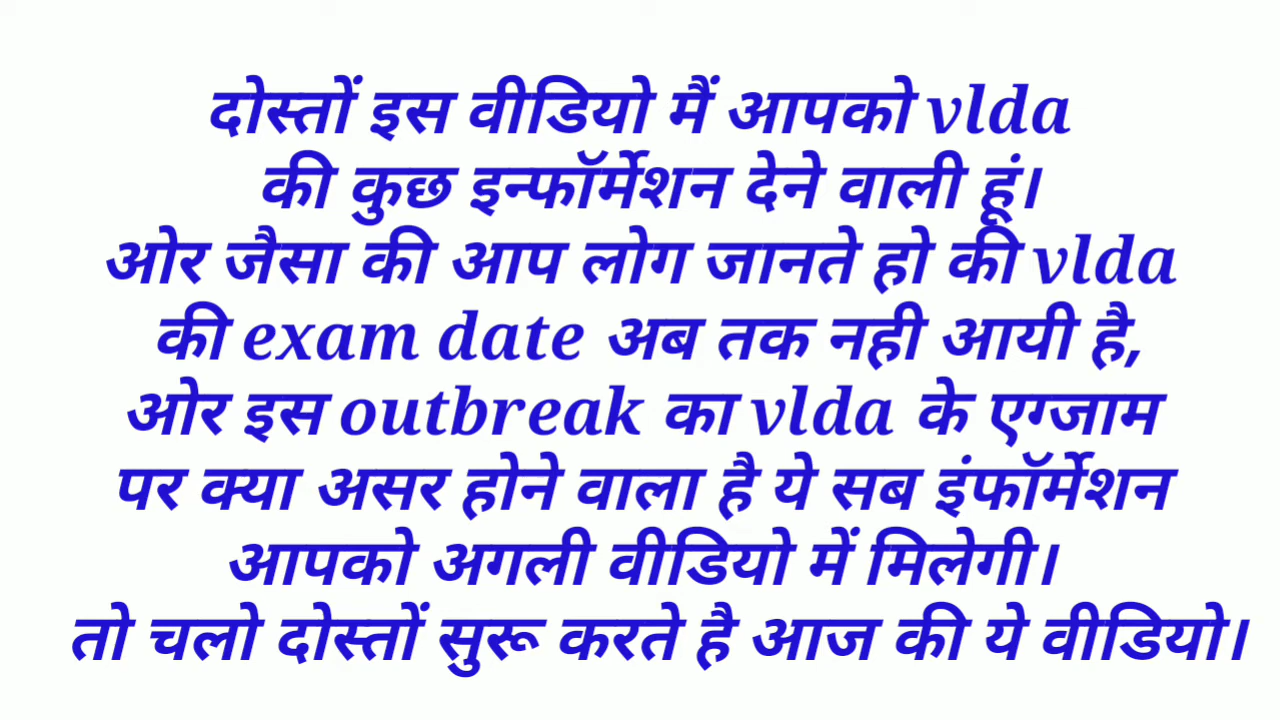 दोस्तों इस वीडियो मैं आपको vlda
की कुछ इन्फॉर्मेशन देने वाली हूं।
ओर जैसा की आप लोग जानते हो की vlda
की exam date अब तक नही आयी है,
ओर इस outbreak का vlda के एग्जाम
पर क्या असर होने वाला है ये सब इंफॉर्मेशन
आपको अगली वीडियो में मिलेगी।
तो चलो दोस्तों सुरू करते है आज की ये वीडियो।